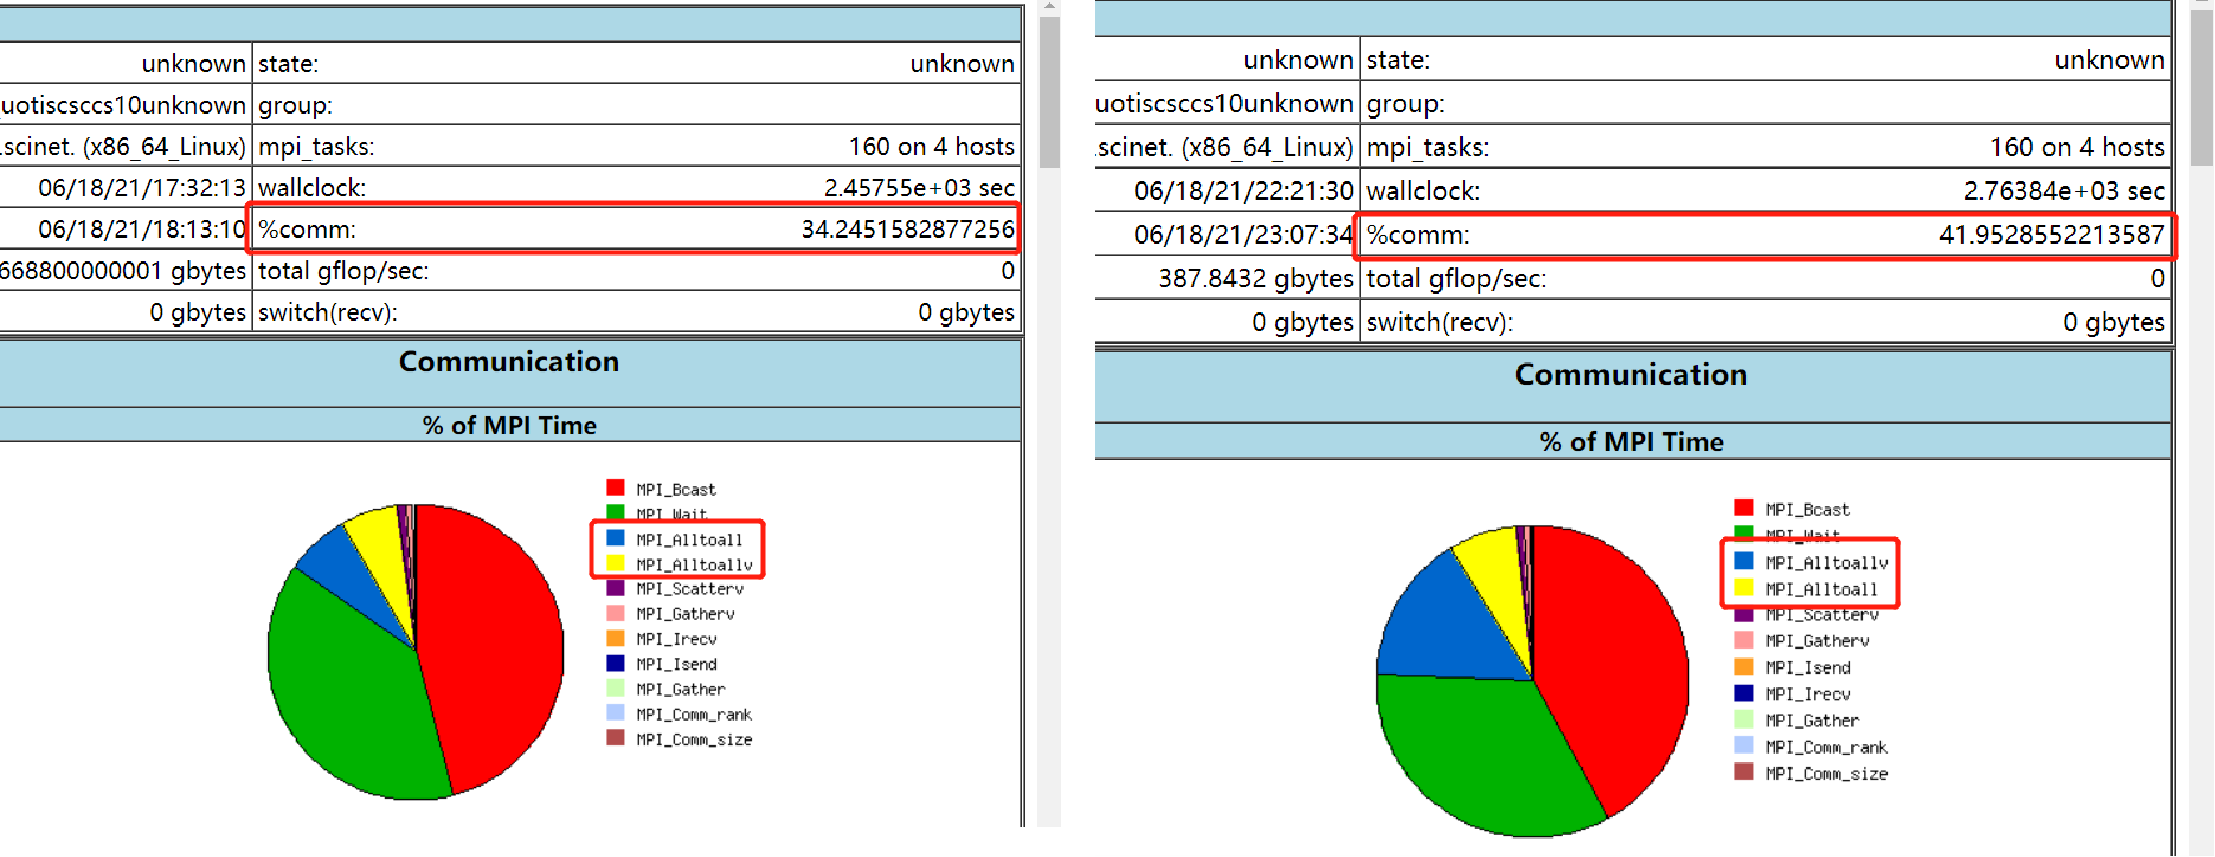 unknown state: unknown
uotiscsccs10unknown group:
.scinet. (x86_64_Linux) mpi_tasks: 160 on 4 hosts
06/18/21/17:32:13 wallclock: 2.45755e+03 sec
06/18/21/18:13:10 %comm: 34.2451582877256
668800000001 gbytes total gflop/sec: 0
0 gbytes switch(recv): 0 gbytes
Communication
% of MPI Time
MPI_Bcast
MPI_Wait
MPI_Alltoall
MPI_Alltoallv
MPI_Scatterv
MPI_Gatherv
MPI_Irecv
MPI_Isend
MPI_Gather
MPI_Comm_rank
MPI_Comm_size
unknown state: unknown
uotiscsccs10unknown group:
.scinet. (x86_64_Linux) mpi_tasks: 160 on 4 hosts
06/18/21/22:21:30 wallclock: 2.76384e+03 sec
06/18/21/23:07:34 %comm: 41.9528552213587
387.8432 gbytes total gflop/sec: 0
0 gbytes switch(recv): 0 gbytes
Communication
% of MPI Time
MPI_Bcast
MPI_Wait
MPI_Alltoallv
MPI_Alltoall
MPI_Scatterv
MPI_Gatherv
MPI_Isend
MPI_Irecv
MPI_Gather
MPI_Comm_rank
MPI_Comm_size